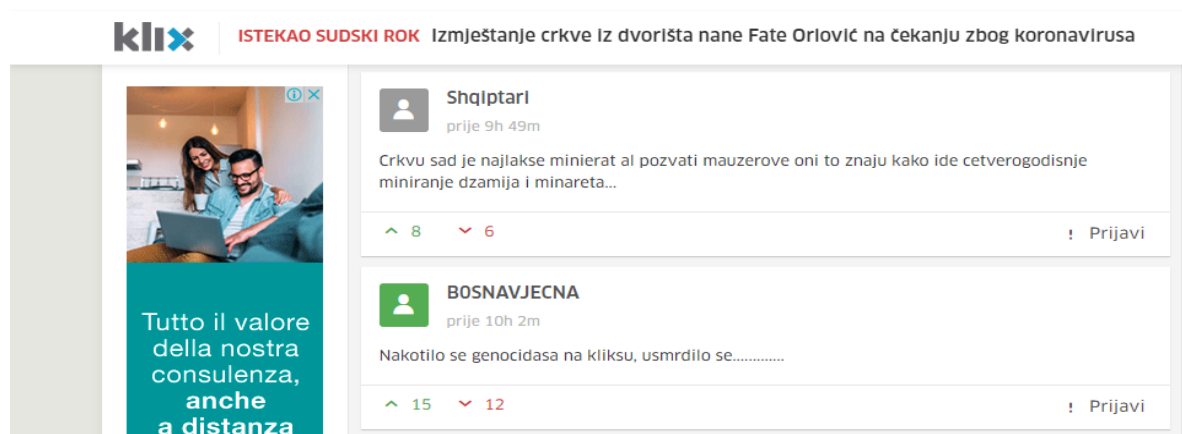 klix ISTEKAO SUDSKI ROK Izmještanje crkve iz dvorišta nane Fate Orlović na čekanju zbog koronavirusa
Shqiptari
prije 9h 49m
Crkvu sad je najlakse minierat al pozvati mauzerove oni to znaju kako ide cetverogodisnje
miniranje dzamija i minareta...
8 6 ! Prijavi
B0SNAVJECNA
prije 10h 2m
Nakotilo se genocidasa na kliksu, usmrdilo se.............
15 12 ! Prijavi
Tutto il valore
della nostra
consulenza,
anche
a distanza